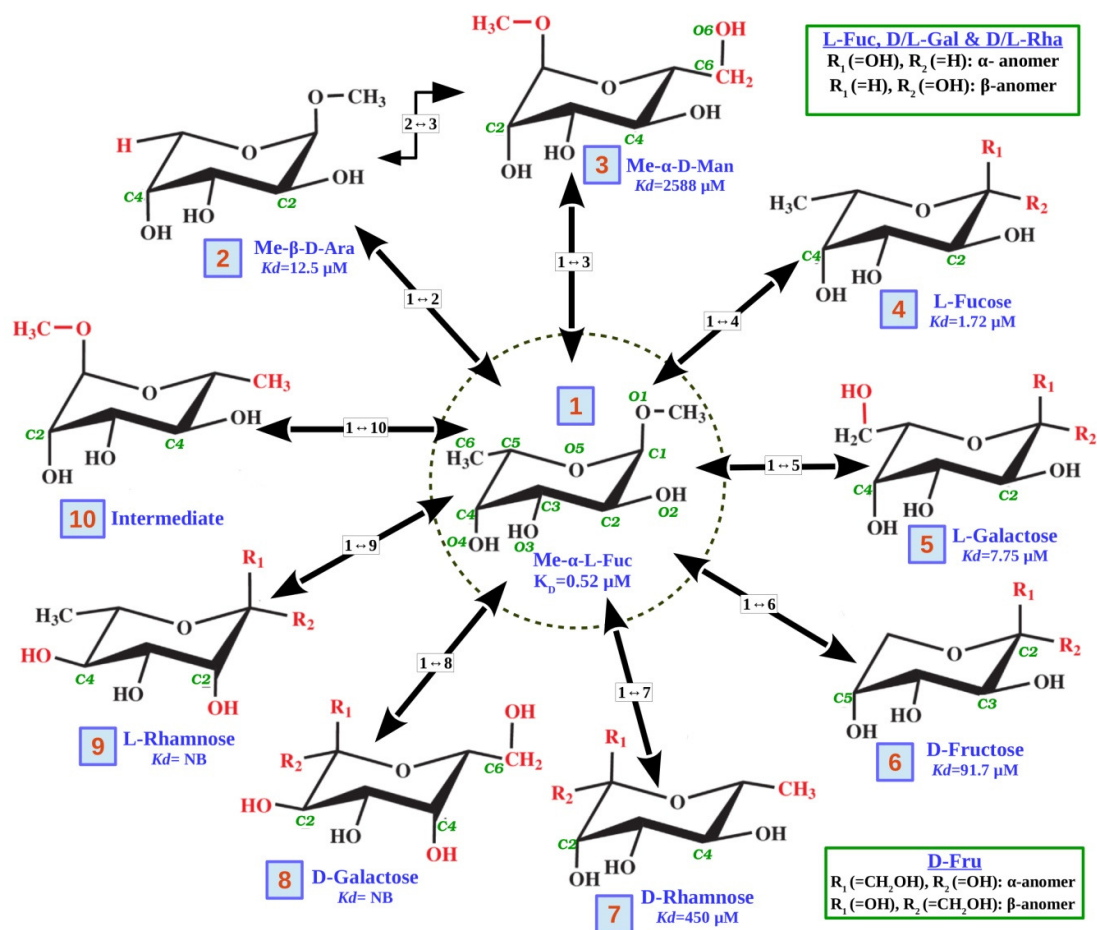 H₃C—O
O6
OH
C6
CH₂
O
OH
C2
C4
OH
HO
3
Me-α-D-Man
Kd=2588 µM
L-Fuc, D/L-Gal & D/L-Rha
R₁(=OH), R₂(=H): α- anomer
R₁(=H), R₂(=OH): β-anomer
2↔3
O—CH₃
H
O
OH
C4
C2
HO
OH
2
Me-β-D-Ara
Kd=12.5 µM
1↔2
1↔3
1↔4
R₁
H₃C
O
R₂
OH
C4
C2
HO
OH
4
L-Fucose
Kd=1.72 µM
H₃C—O
O
CH₃
OH
C2
C4
HO
OH
10
Intermediate
1↔10
1
O1
O—CH₃
C6
H₃C
C5
O5
O
C1
OH
O2
C4
C3
C2
HO
O3
O4
OH
Me-α-L-Fuc
K_D=0.52 µM
1↔5
HO
R₁
H₂C
O
R₂
OH
C4
C2
HO
OH
5
L-Galactose
Kd=7.75 µM
1↔9
1↔8
1↔7
1↔6
R₁
H₃C
O
R₂
HO
C4
C2
HO
OH
9
L-Rhamnose
Kd= NB
R₁
OH
R₂
O
C6
CH₂
HO
C2
C4
HO
OH
8
D-Galactose
Kd= NB
R₁
R₂
O
CH₃
OH
C2
C4
HO
OH
7
D-Rhamnose
Kd=450 µM
R₁
O
C2
R₂
OH
C5
C3
HO
OH
6
D-Fructose
Kd=91.7 µM
D-Fru
R₁(=CH₂OH), R₂(=OH): α-anomer
R₁(=OH), R₂(=CH₂OH): β-anomer